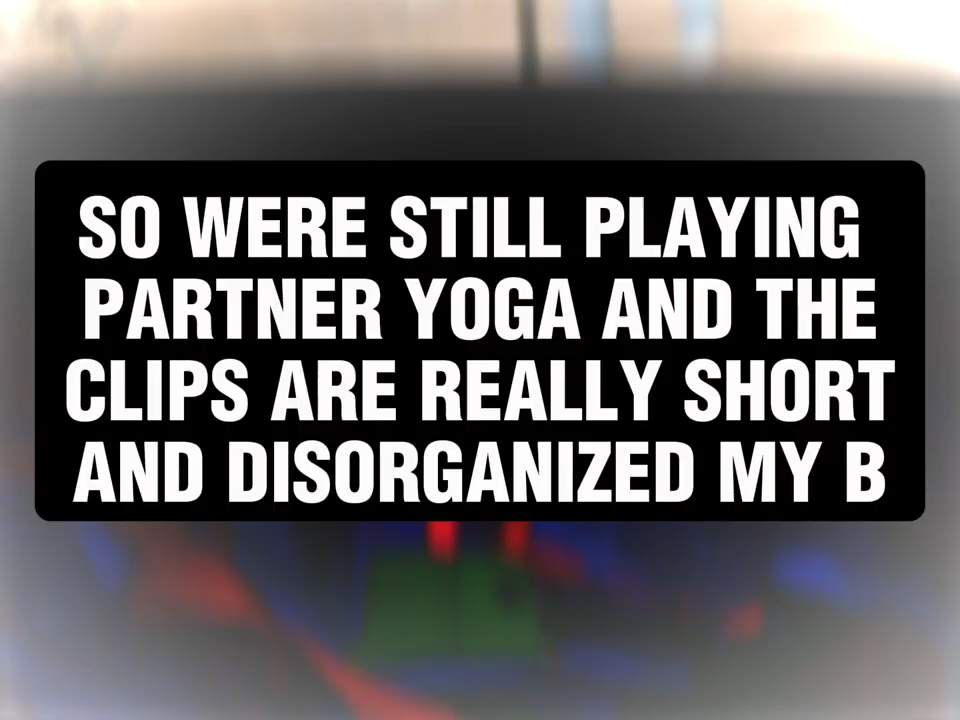 SO WERE STILL PLAYING
PARTNER YOGA AND THE
CLIPS ARE REALLY SHORT
AND DISORGANIZED MY B